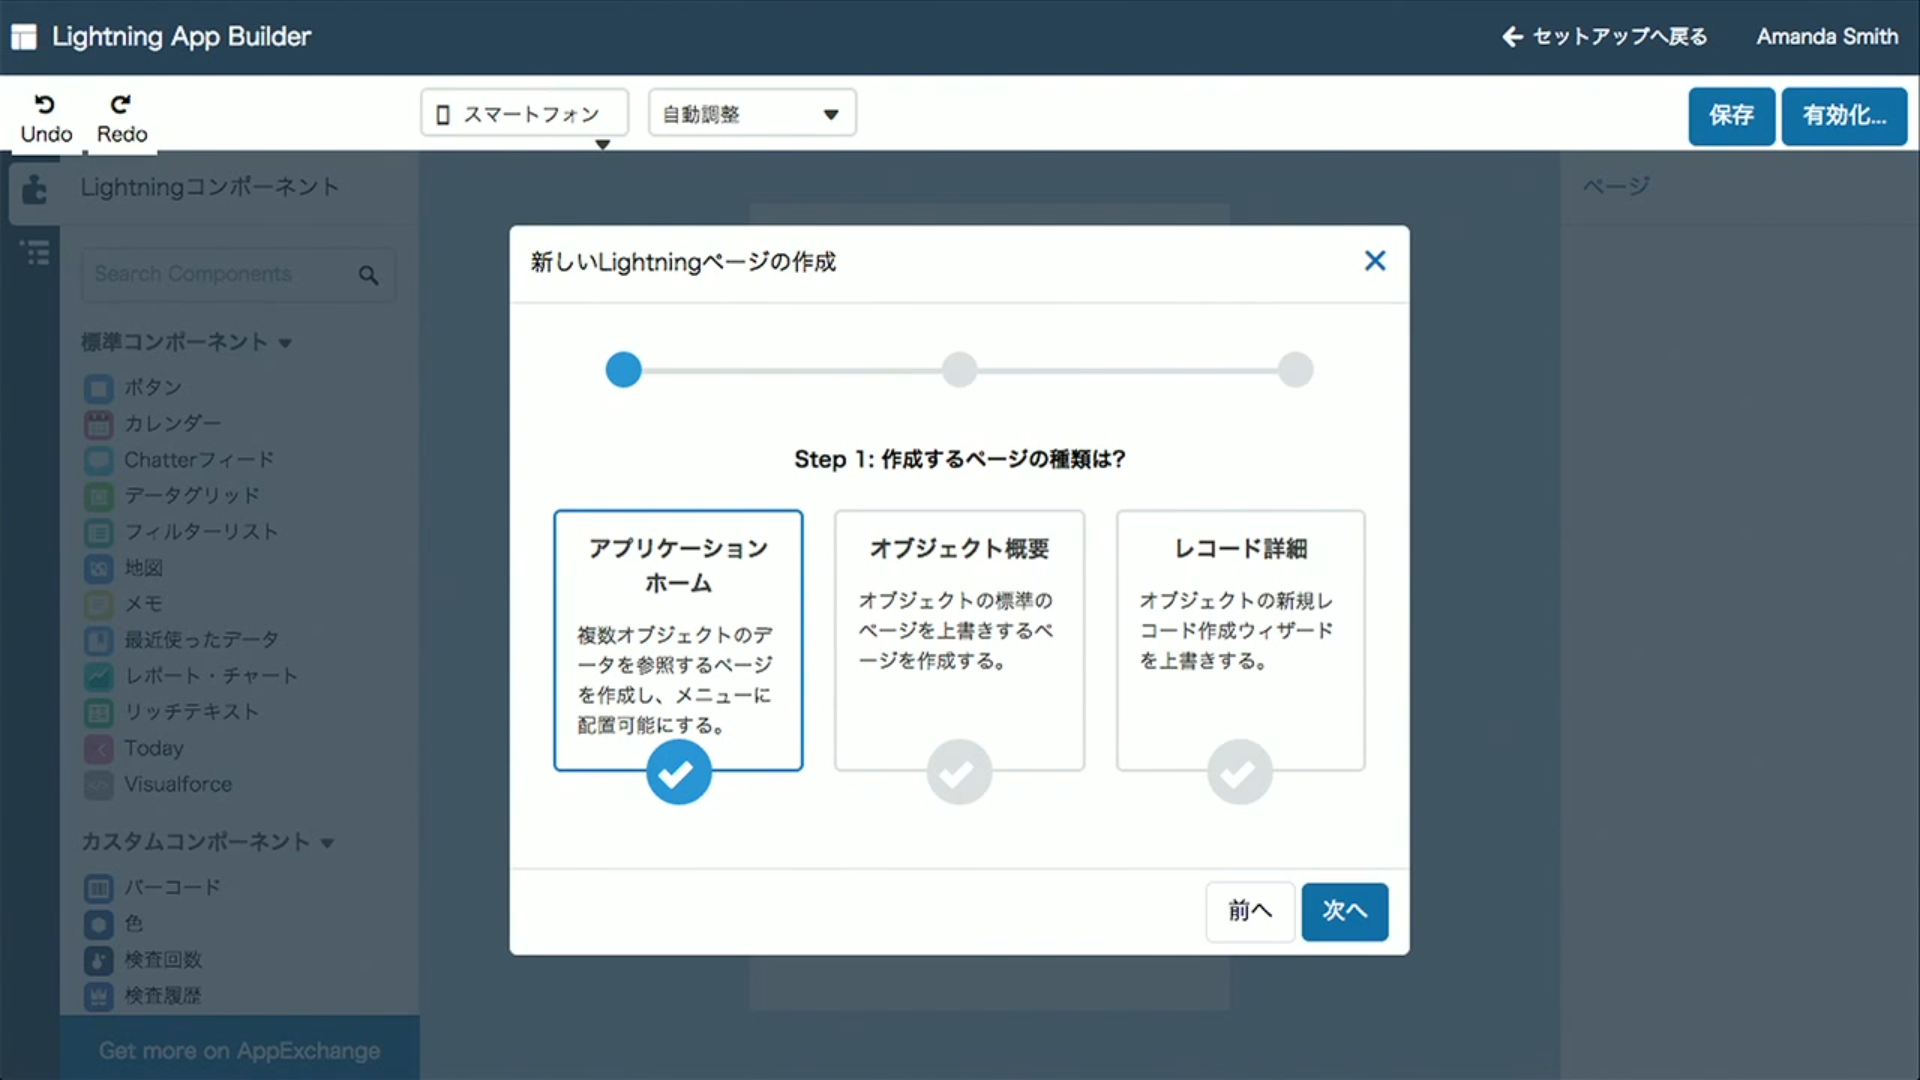 Lightning App Builder
セットアップへ戻る
Amanda Smith
Undo
Redo
スマートフォン
自動調整
保存
有効化...
Lightningコンポーネント
Search Components
標準コンポーネント
ボタン
カレンダー
Chatterフィード
データグリッド
フィルターリスト
地図
メモ
最近使ったデータ
レポート・チャート
リッチテキスト
Today
Visualforce
カスタムコンポーネント
バーコード
色
検査回数
検査履歴
Get more on AppExchange
新しいLightningページの作成
Step 1: 作成するページの種類は?
アプリケーション
ホーム
複数オブジェクトのデ
ータを参照するページ
を作成し、メニューに
配置可能にする。
オブジェクト概要
オブジェクトの標準の
ページを上書きするペ
ージを作成する。
レコード詳細
オブジェクトの新規レ
コード作成ウィザード
を上書きする。
前へ
次へ
ページ